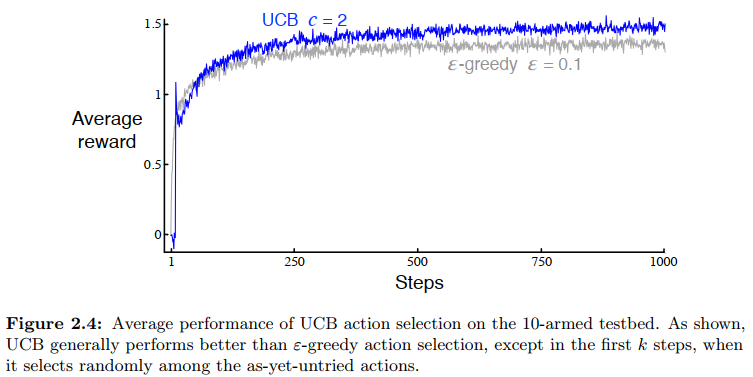 1.5
UCB c = 2
ε-greedy ε = 0.1
1
Average
reward
0.5
0
1
250
500
750
1000
Steps
Figure 2.4: Average performance of UCB action selection on the 10-armed testbed. As shown,
UCB generally performs better than ε-greedy action selection, except in the first k steps, when
it selects randomly among the as-yet-untried actions.